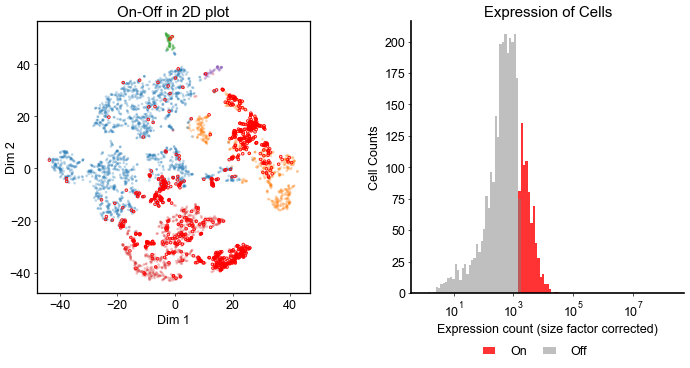 On-Off in 2D plot
Dim 2
40
20
0
−20
−40
−40 −20 0 20 40
Dim 1
Expression of Cells
Cell Counts
200
175
150
125
100
75
50
25
0
10^1 10^3 10^5 10^7
Expression count (size factor corrected)
On Off